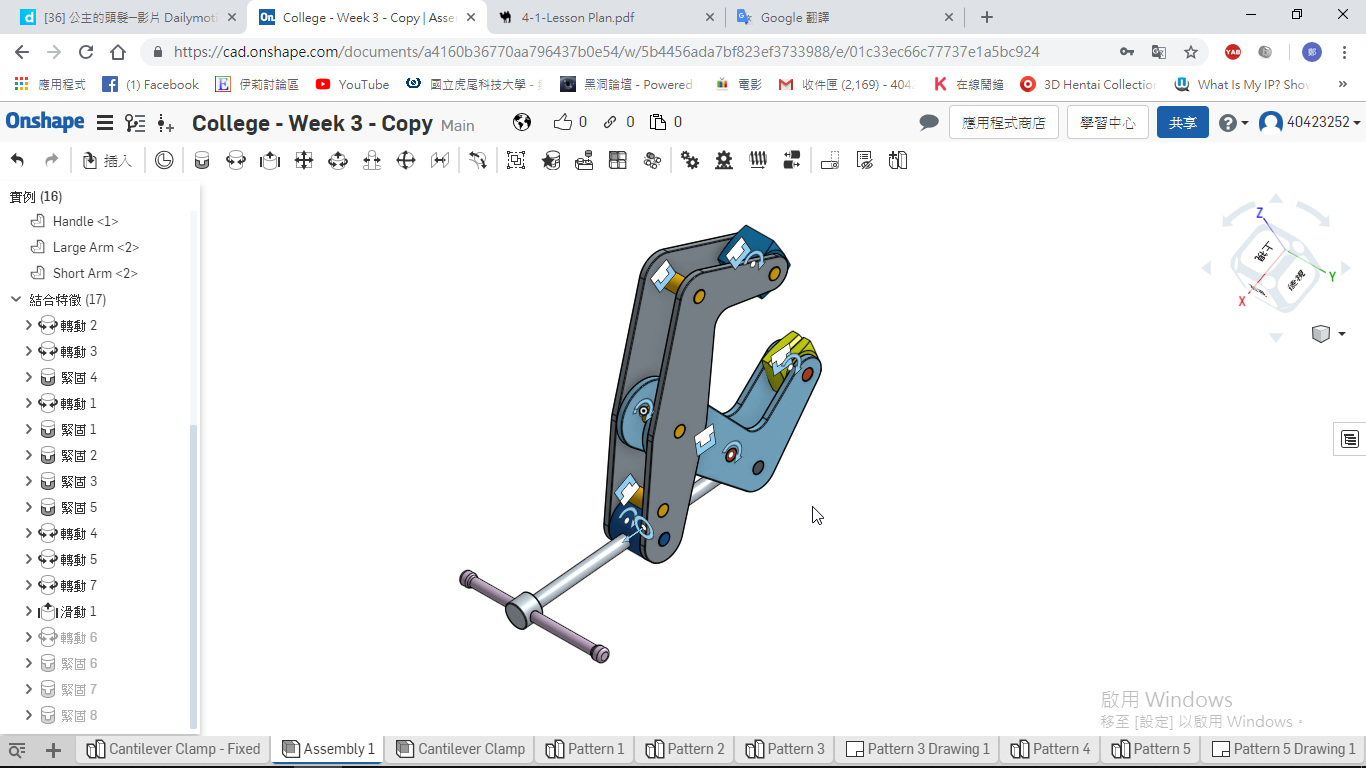 [36] 公主的頭髮─影片 Dailymoti
College - Week 3 - Copy | Asser
4-1-Lesson Plan.pdf
Google 翻譯
https://cad.onshape.com/documents/a4160b36770aa796437b0e54/w/5b4456ada7bf823ef3733988/e/01c33ec66c77737e1a5bc924
應用程式
(1) Facebook
伊莉討論區
YouTube
國立虎尾科技大學 -
黑洞論壇 - Powered
電影
收件匣 (2,169) - 404
在線開鐘
3D Hentai Collection
What Is My IP? Shov
Onshape
College - Week 3 - Copy Main
0
0
0
應用程式商店
學習中心
共享
40423252
插入
實例 (16)
Handle <1>
Large Arm <2>
Short Arm <2>
結合特徵 (17)
轉動 2
轉動 3
緊固 4
轉動 1
緊固 1
緊固 2
緊固 3
緊固 5
轉動 4
轉動 5
轉動 7
滑動 1
轉動 6
緊固 6
緊固 7
緊固 8
Z
Y
X
啟用 Windows
移至 [設定] 以啟用 Windows。
Cantilever Clamp - Fixed
Assembly 1
Cantilever Clamp
Pattern 1
Pattern 2
Pattern 3
Pattern 3 Drawing 1
Pattern 4
Pattern 5
Pattern 5 Drawing 1